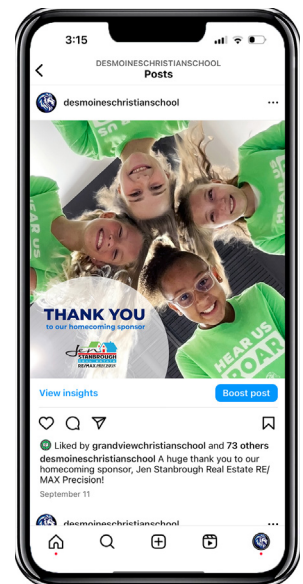 3:15
DESMOINESCHRISTIANSCHOOL
Posts
desmoineschristianschool
HEAR US
HEAR US
ROAR
THANK YOU
to our homecoming sponsor
Jen
STANBROUGH
RE/MAX PRECISION
View insights
Boost post
Liked by grandviewchristianschool and 73 others
desmoineschristianschool A huge thank you to our
homecoming sponsor, Jen Stanbrough Real Estate RE/
MAX Precision!
September 11
desmoineschristianschool